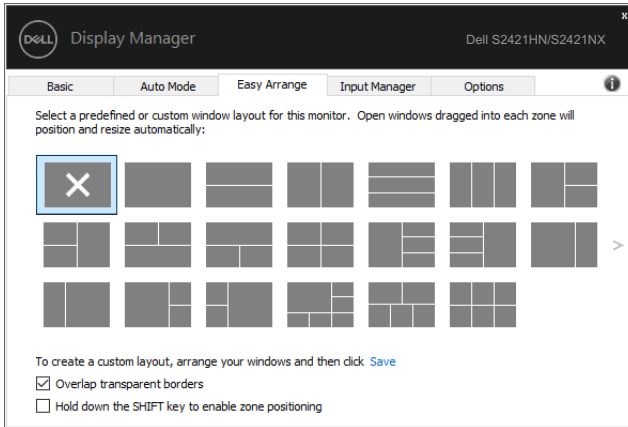 x
DELL Display Manager
Dell S2421HN/S2421NX
Basic Auto Mode Easy Arrange Input Manager Options i
Select a predefined or custom window layout for this monitor. Open windows dragged into each zone will
position and resize automatically:
>
To create a custom layout, arrange your windows and then click Save
Overlap transparent borders
Hold down the SHIFT key to enable zone positioning